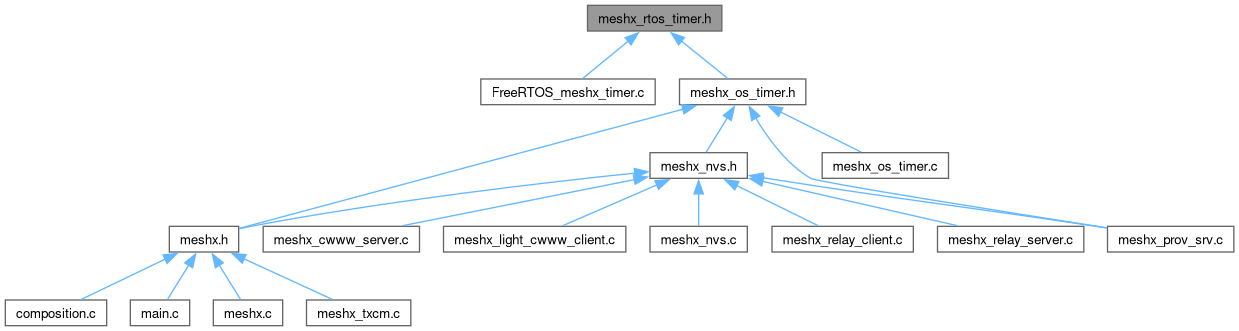 meshx_rtos_timer.h
FreeRTOS_meshx_timer.c
meshx_os_timer.h
meshx_nvs.h
meshx_os_timer.c
meshx.h
meshx_cwww_server.c
meshx_light_cwww_client.c
meshx_nvs.c
meshx_relay_client.c
meshx_relay_server.c
meshx_prov_srv.c
composition.c
main.c
meshx.c
meshx_txcm.c